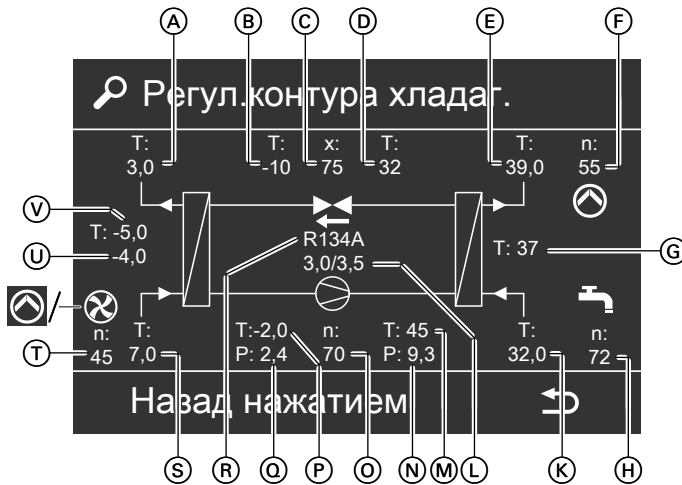 A B C D E F
Регул.контура хладаг.
T: T: x: T: T: n:
3,0 -10 75 32 39,0 55
V
T: -5,0
R134A
T: 37
G
U
-4,0
3,0/3,5
/
n: T: T:-2,0 n: T: 45 T: n:
T
45 7,0 P: 2,4 70 P: 9,3 32,0 72
Назад нажатием
S R Q P O N M L K H